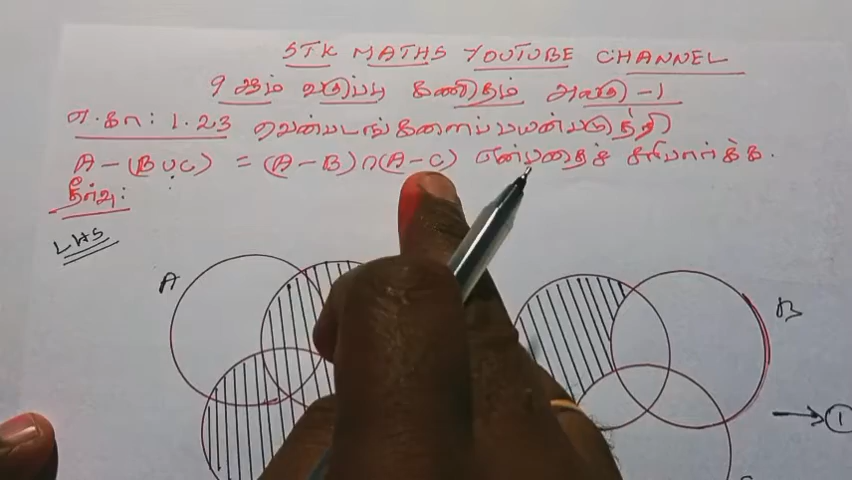 STK MATHS YOUTUBE CHANNEL
9 ஆம் வகுப்பு கணிதம் அலகு -1
எ.கா : 1.23 வென்படங்களைப் பயன்படுத்தி
A - (B ∪ C) = (A - B) ∩ (A - C) என்பதைச் சரிபார்க்க.
தீர்வு:
LHS
A
B
1